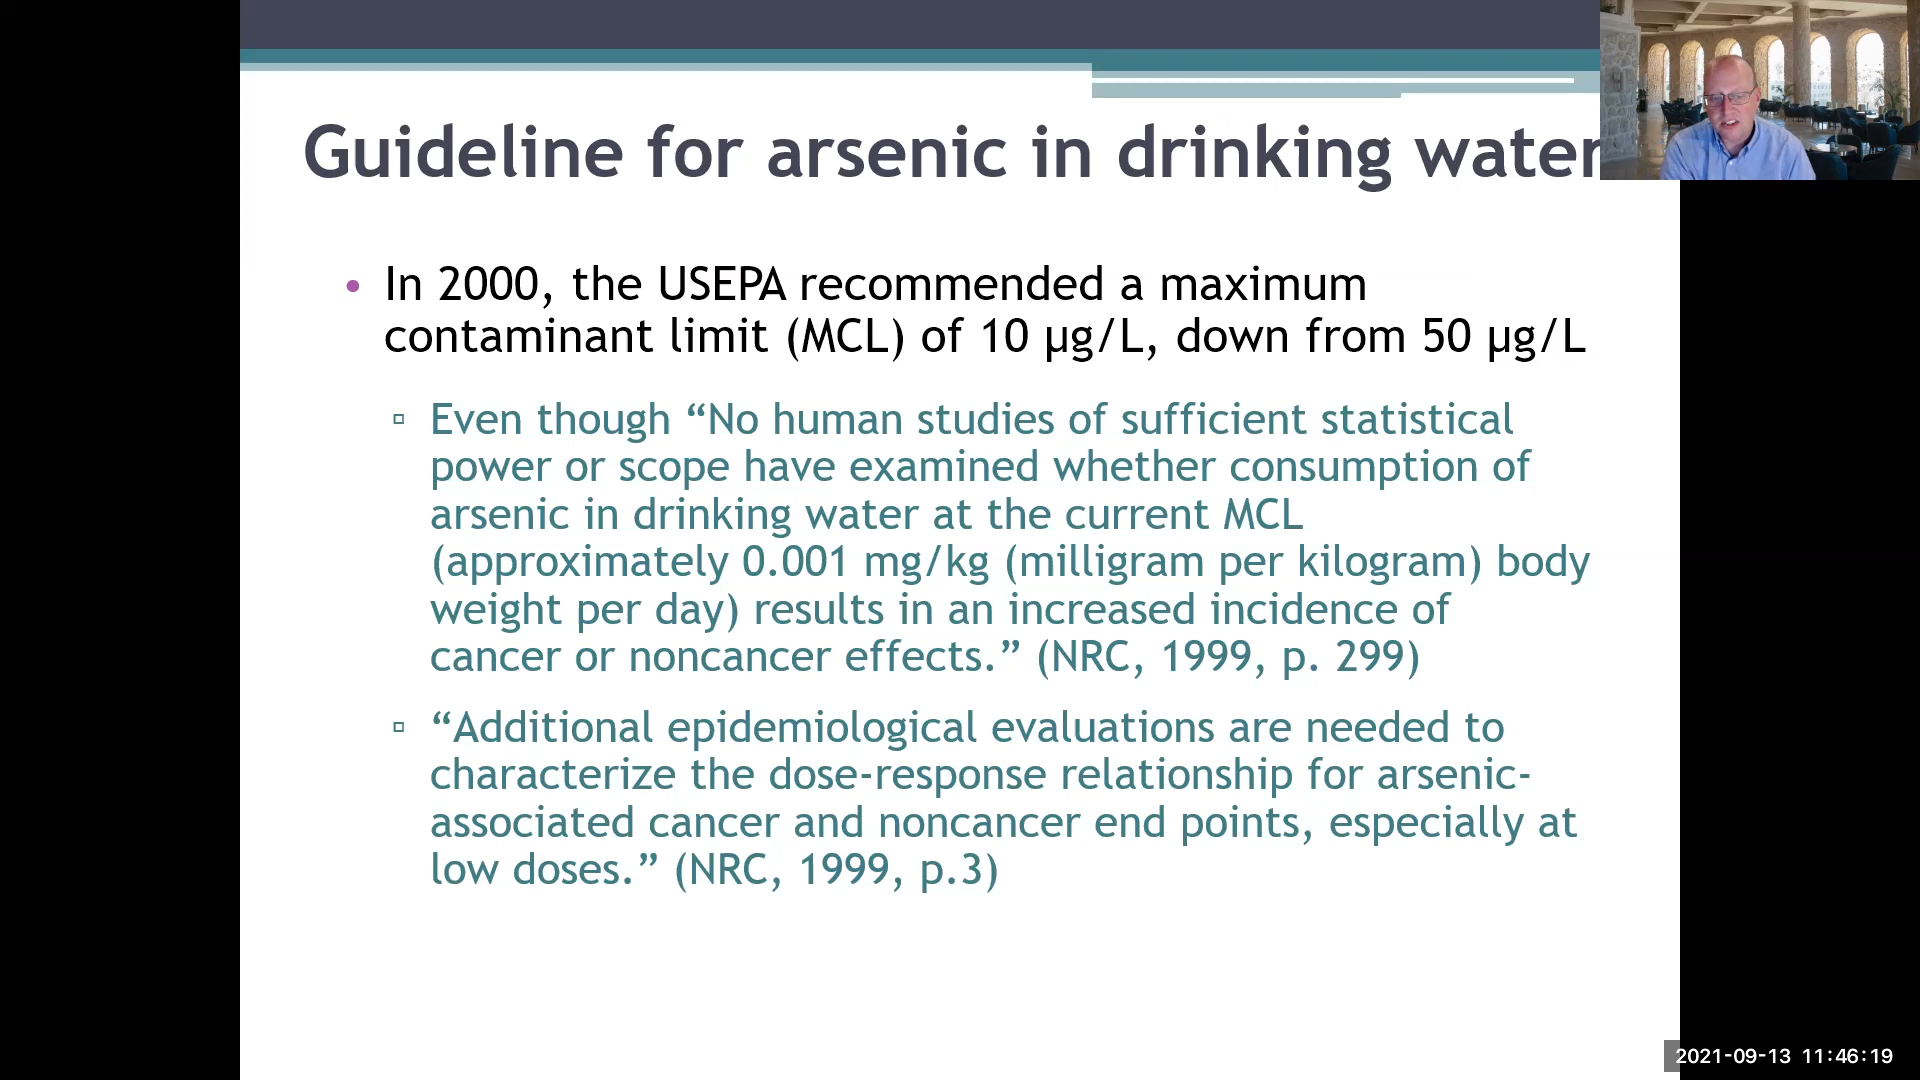 Guideline for arsenic in drinking water
• In 2000, the USEPA recommended a maximum
contaminant limit (MCL) of 10 µg/L, down from 50 µg/L
▫ Even though “No human studies of sufficient statistical
power or scope have examined whether consumption of
arsenic in drinking water at the current MCL
(approximately 0.001 mg/kg (milligram per kilogram) body
weight per day) results in an increased incidence of
cancer or noncancer effects.” (NRC, 1999, p. 299)
▫ “Additional epidemiological evaluations are needed to
characterize the dose-response relationship for arsenic-
associated cancer and noncancer end points, especially at
low doses.” (NRC, 1999, p.3)
2021-09-13 11:46:19